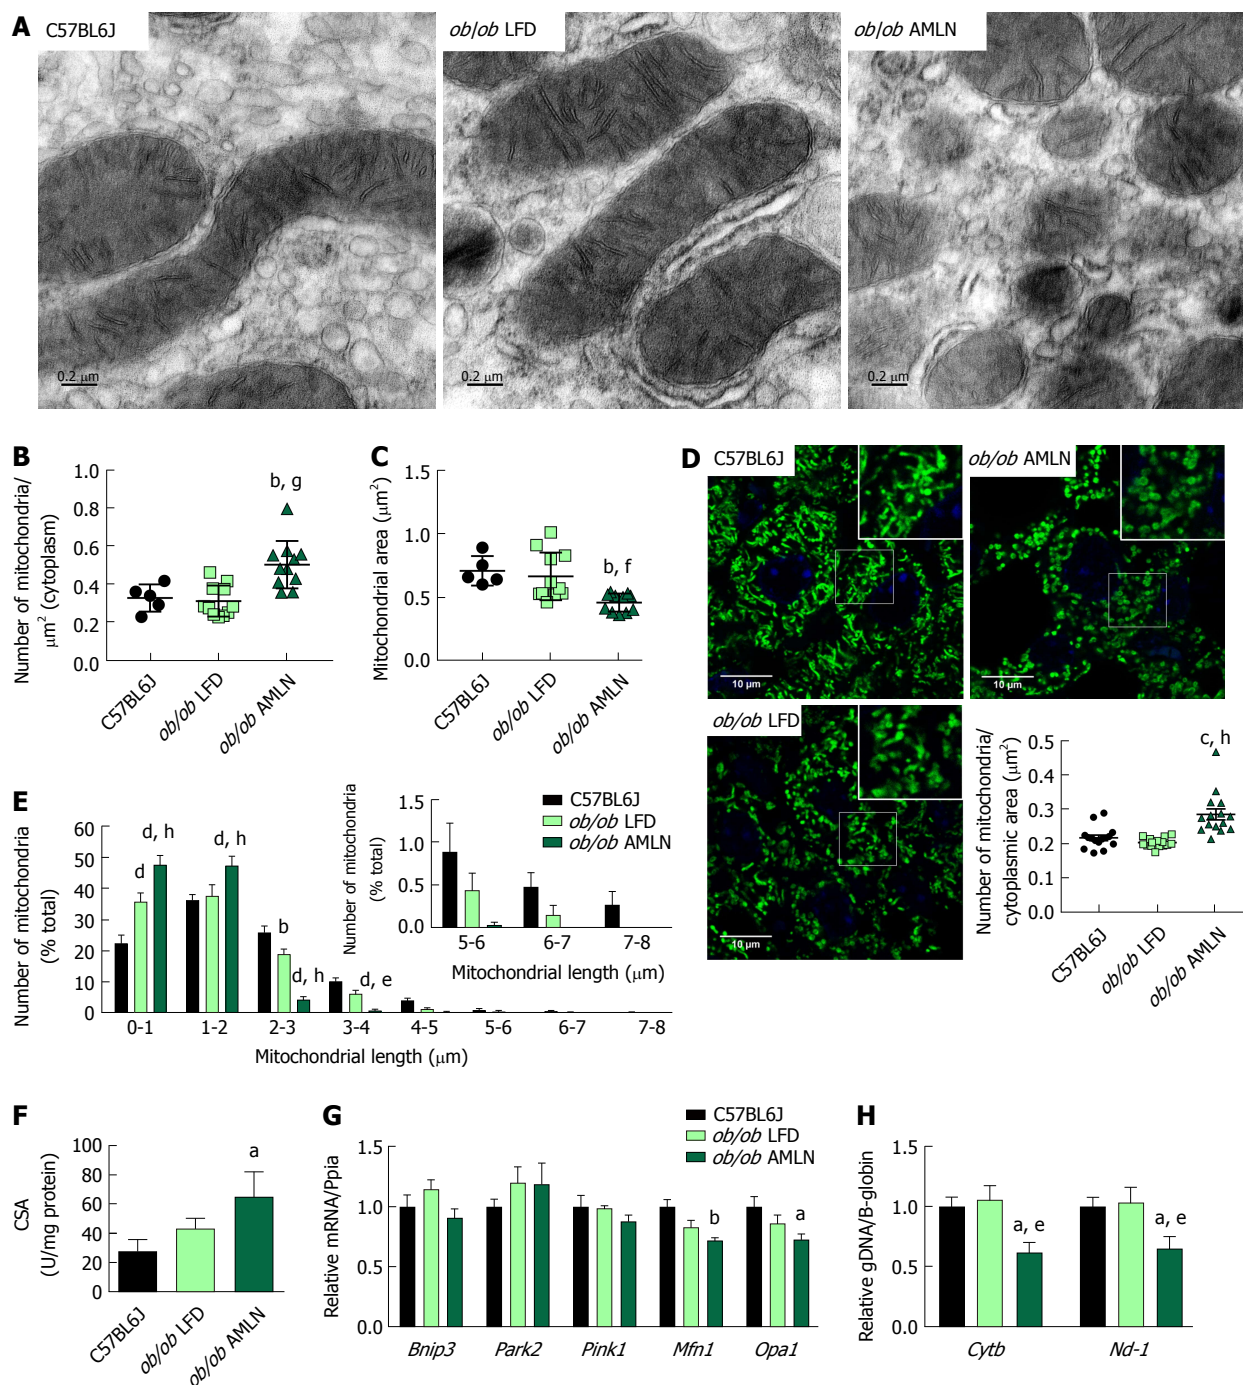 A
C57BL6J
ob/ob LFD
ob/ob AMLN
0.2 μm
0.2 μm
0.2 μm
B
Number of mitochondria/
μm² (cytoplasm)
1.0
0.8
0.6
0.4
0.2
0.0
b, g
C57BL6J
ob/ob LFD
ob/ob AMLN
C
Mitochondrial area (μm²)
1.5
1.0
0.5
0.0
b, f
C57BL6J
ob/ob LFD
ob/ob AMLN
D
C57BL6J
10 μm
ob/ob AMLN
10 μm
ob/ob LFD
10 μm
Number of mitochondria/
cytoplasmic area (μm²)
0.5
0.4
0.3
0.2
0.1
0
c, h
C57BL6J
ob/ob LFD
ob/ob AMLN
E
Number of mitochondria
(% total)
60
50
40
30
20
10
0
d
d, h
d, h
b
d, h
d, e
0-1
1-2
2-3
3-4
4-5
5-6
6-7
7-8
Mitochondrial length (μm)
Number of mitochondria
(% total)
1.5
1.0
0.5
0.0
5-6
6-7
7-8
Mitochondrial length (μm)
C57BL6J
ob/ob LFD
ob/ob AMLN
F
CSA
(U/mg protein)
100
80
60
40
20
0
a
C57BL6J
ob/ob LFD
ob/ob AMLN
G
Relative mRNA/Ppia
1.5
1.0
0.5
0.0
b
a
Bnip3
Park2
Pink1
Mfn1
Opa1
C57BL6J
ob/ob LFD
ob/ob AMLN
H
Relative gDNA/B-globin
1.5
1.0
0.5
0.0
a, e
a, e
Cytb
Nd-1